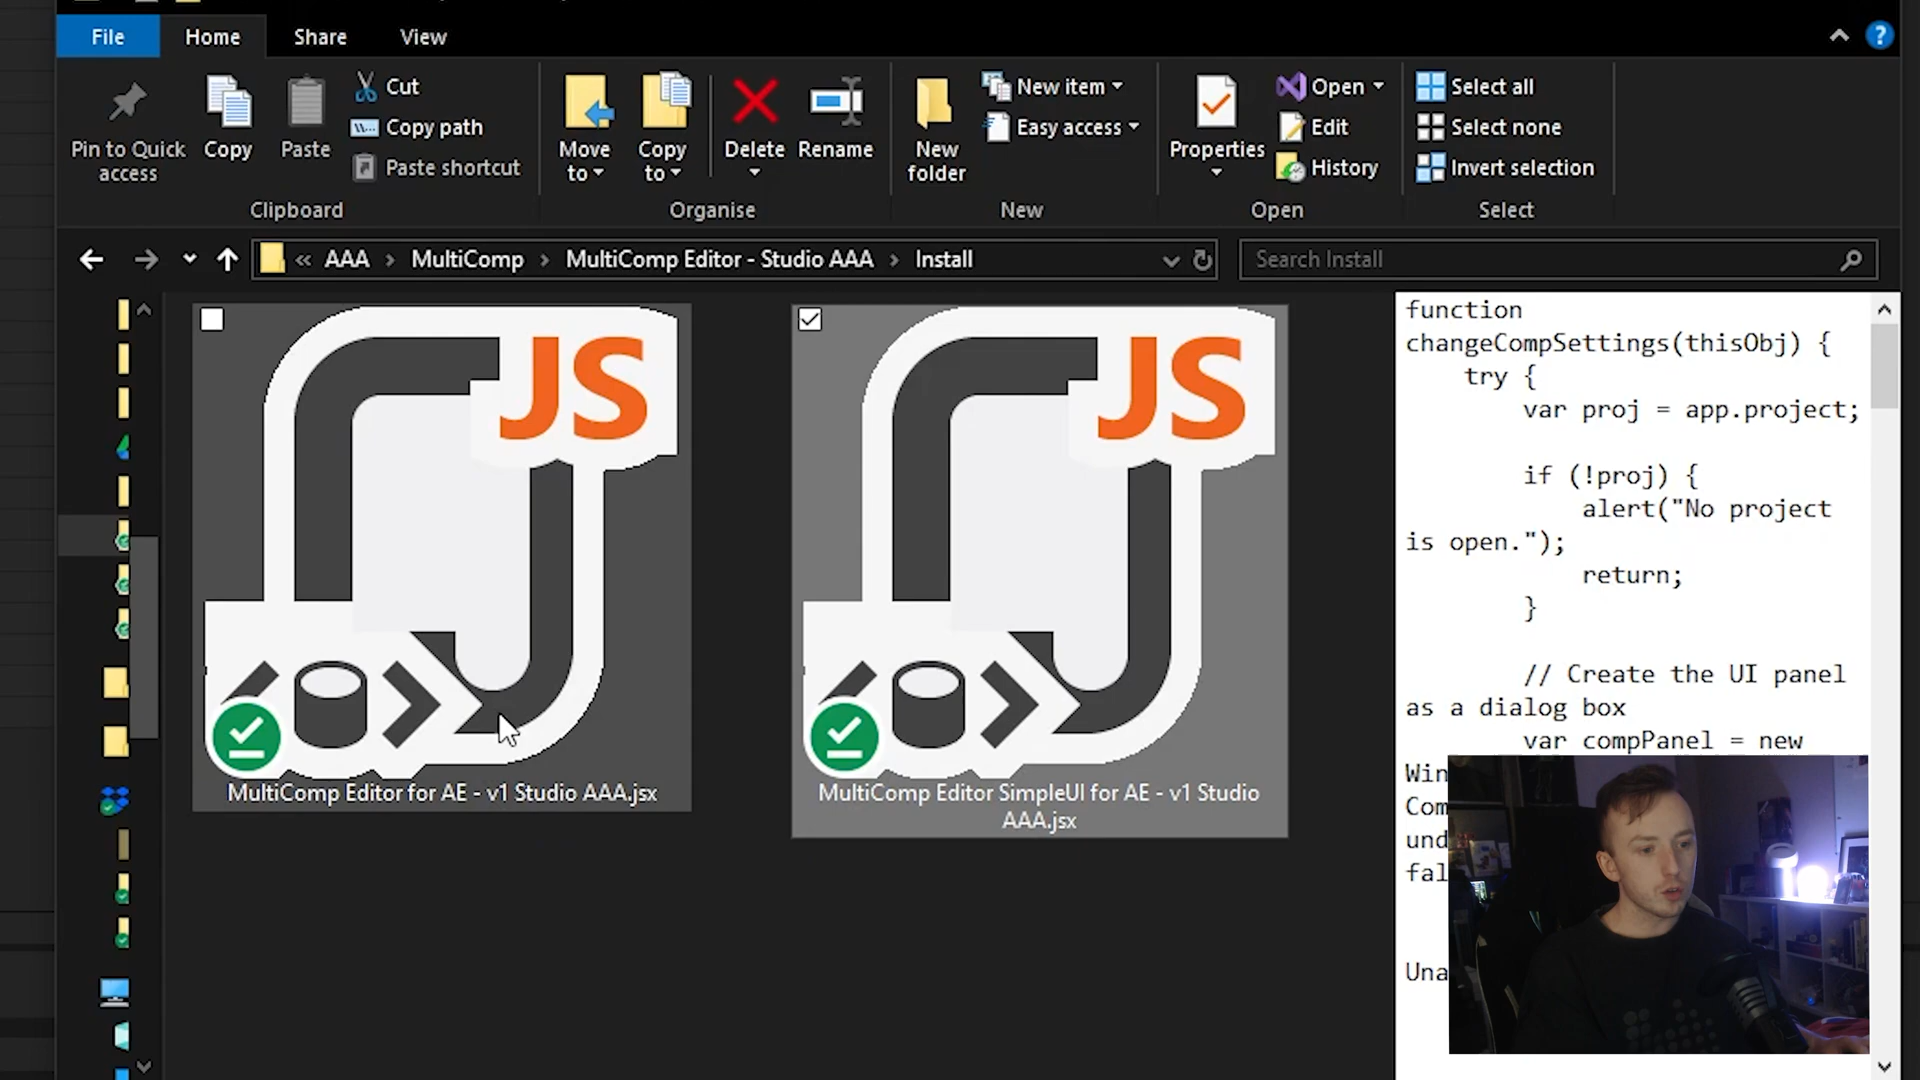 File Home Share View
Pin to Quick access
Copy
Paste
Cut
Copy path
Paste shortcut
Clipboard
Move to
Copy to
Delete
Rename
Organise
New folder
New item
Easy access
New
Properties
Open
Edit
History
Open
Select all
Select none
Invert selection
Select
« AAA > MultiComp > MultiComp Editor - Studio AAA > Install
Search Install
JS
JS
MultiComp Editor for AE - v1 Studio AAA.jsx
MultiComp Editor SimpleUI for AE - v1 Studio
AAA.jsx
function
changeCompSettings(thisObj) {
try {
var proj = app.project;
if (!proj) {
alert("No project
is open.");
return;
}
// Create the UI panel
as a dialog box
var compPanel = new
Win
Com
und
fal
Una